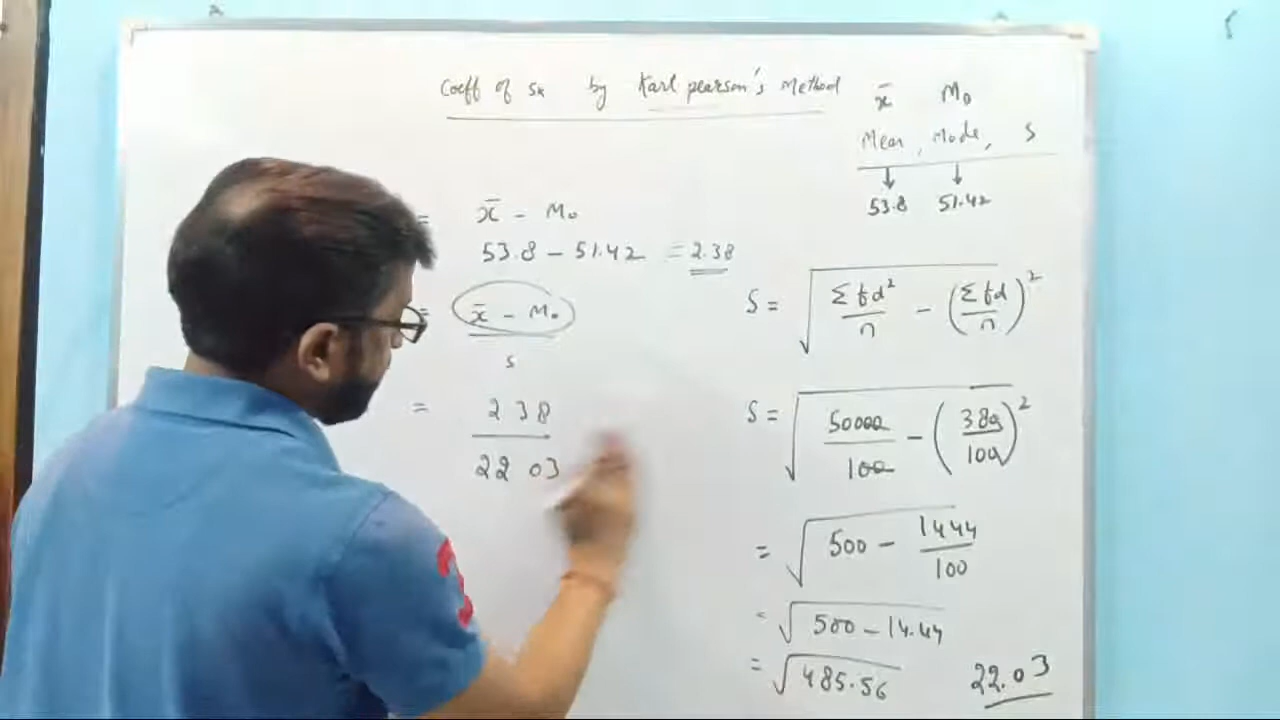 Coeff of Sk by Karl pearson's Method
x̄ M₀
Mean, Mode, S
↓ ↓
53.8 51.42
= x̄ - M₀
53.8 - 51.42 = 2.38
= x̄ - M₀
s
= 2 38
22 03
S = √ Σfd²/n - (Σfd/n)²
S = √ 50000/100 - (380/100)²
= √ 500 - 1444/100
= √ 500 - 14.44
= √ 485.56 22.03